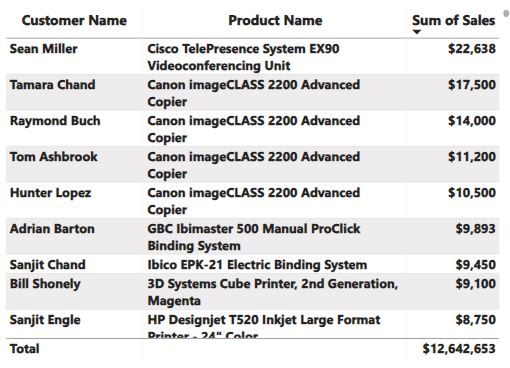 Customer Name Product Name Sum of Sales
Sean Miller Cisco TelePresence System EX90 $22,638
Videoconferencing Unit
Tamara Chand Canon imageCLASS 2200 Advanced $17,500
Copier
Raymond Buch Canon imageCLASS 2200 Advanced $14,000
Copier
Tom Ashbrook Canon imageCLASS 2200 Advanced $11,200
Copier
Hunter Lopez Canon imageCLASS 2200 Advanced $10,500
Copier
Adrian Barton GBC Ibimaster 500 Manual ProClick $9,893
Binding System
Sanjit Chand Ibico EPK-21 Electric Binding System $9,450
Bill Shonely 3D Systems Cube Printer, 2nd Generation, $9,100
Magenta
Sanjit Engle HP Designjet T520 Inkjet Large Format $8,750
Printer - 24" Color
Total $12,642,653